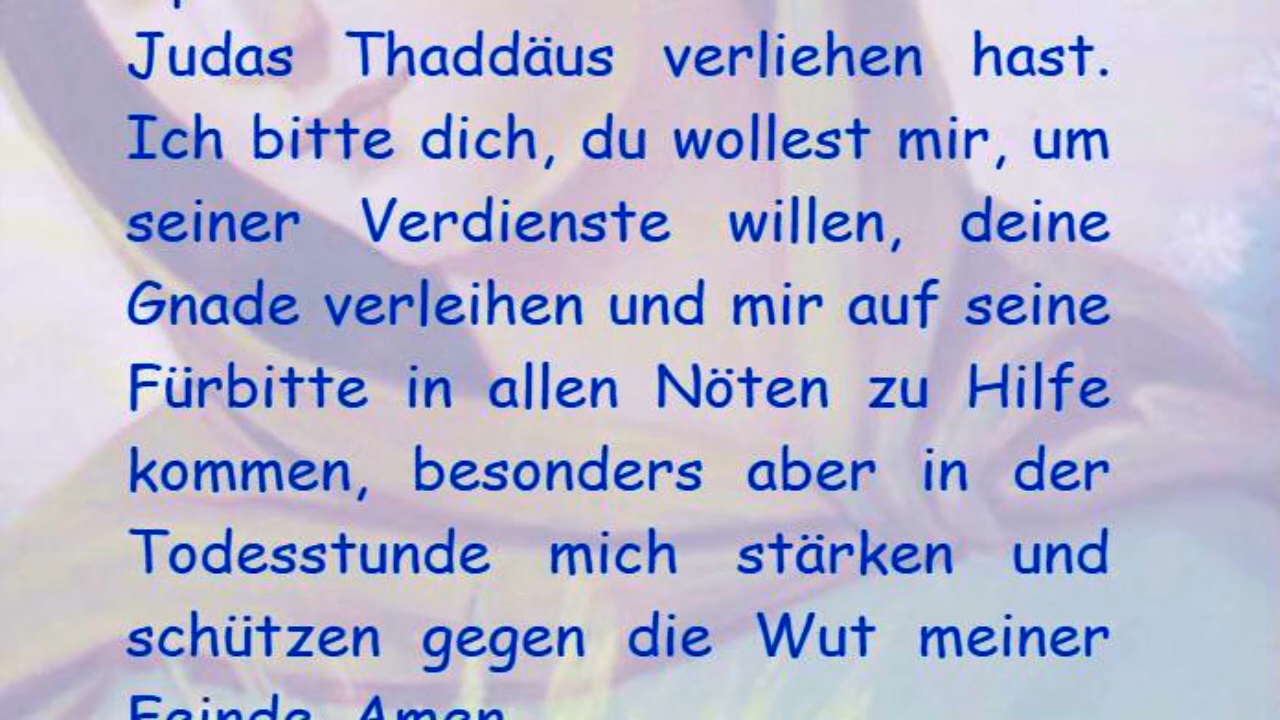 Judas Thaddäus verliehen hast.
Ich bitte dich, du wollest mir, um
seiner Verdienste willen, deine
Gnade verleihen und mir auf seine
Fürbitte in allen Nöten zu Hilfe
kommen, besonders aber in der
Todesstunde mich stärken und
schützen gegen die Wut meiner
Feinde. Amen.